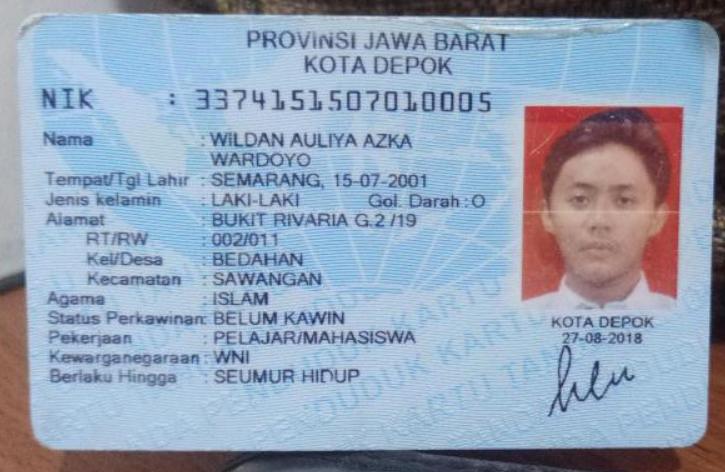 PROVINSI JAWA BARAT
KOTA DEPOK
NIK : 3374151507010005
Nama : WILDAN AULIYA AZKA
WARDOYO
Tempat/Tgl Lahir : SEMARANG, 15-07-2001
Jenis kelamin : LAKI-LAKI Gol. Darah : O
Alamat : BUKIT RIVARIA G.2 /19
RT/RW : 002/011
Kel/Desa : BEDAHAN
Kecamatan : SAWANGAN
Agama : ISLAM
Status Perkawinan: BELUM KAWIN
Pekerjaan : PELAJAR/MAHASISWA
Kewarganegaraan : WNI
Berlaku Hingga : SEUMUR HIDUP
KOTA DEPOK
27-08-2018